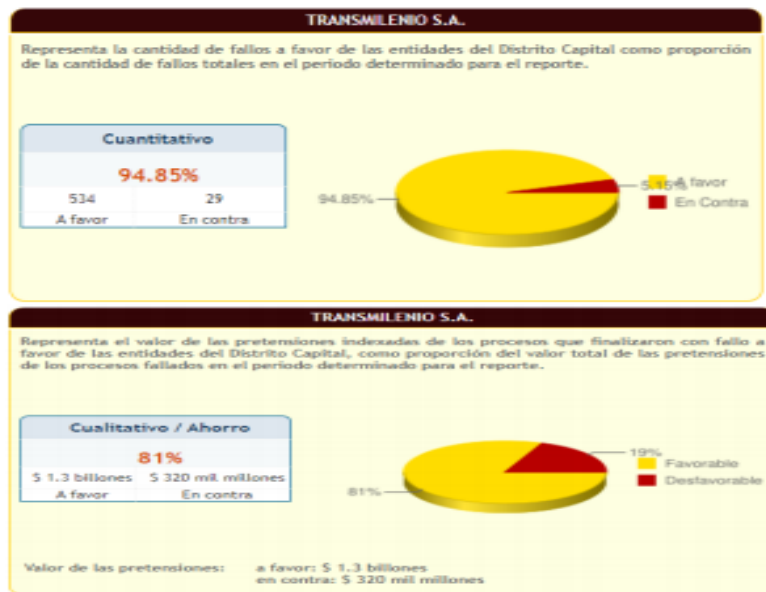 TRANSMILENIO S.A.
Representa la cantidad de fallos a favor de las entidades del Distrito Capital como proporción
de la cantidad de fallos totales en el período determinado para el reporte.
Cuantitativo
94.85%
534 29
A favor En contra
94.85%
5.15%
A favor
En Contra
TRANSMILENIO S.A.
Representa el valor de las pretensiones indexadas de los procesos que finalizaron con fallo a
favor de las entidades del Distrito Capital, como proporción del valor total de las pretensiones
de los procesos fallados en el período determinado para el reporte.
Cualitativo / Ahorro
81%
$ 1.3 billones $ 320 mil millones
A favor En contra
81%
19%
Favorable
Desfavorable
Valor de las pretensiones: a favor: $ 1.3 billones
en contra: $ 320 mil millones